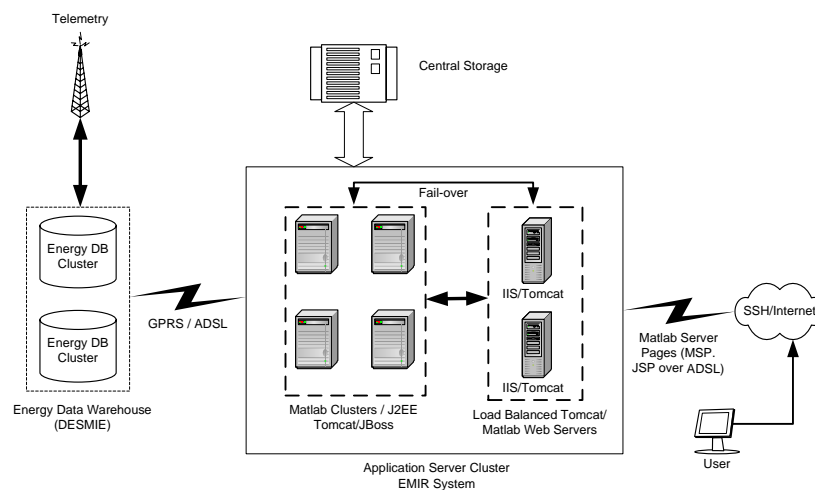 Telemetry
Central Storage
Fail-over
Energy DB
Cluster
Energy DB
Cluster
GPRS / ADSL
IIS/Tomcat
IIS/Tomcat
SSH/Internet
Matlab Server
Pages (MSP.
JSP over ADSL)
Energy Data Warehouse
(DESMIE)
Matlab Clusters / J2EE
Tomcat/JBoss
Load Balanced Tomcat/
Matlab Web Servers
User
Application Server Cluster
EMIR System